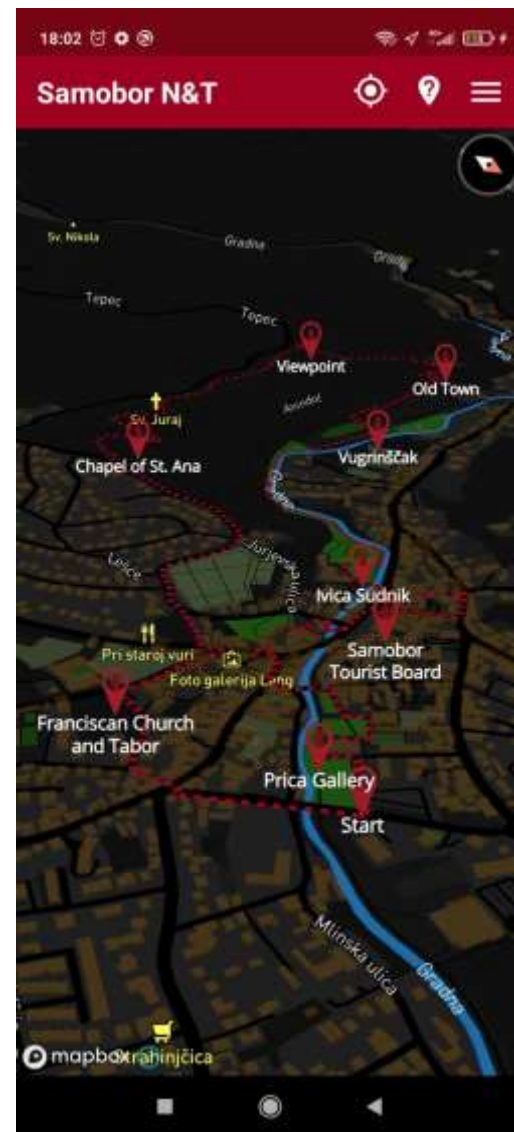 18:02
Samobor N&T
Sv. Nikola
Gradna
Tepec
Tepec
Viewpoint
Old Town
Sv. Juraj
Chapel of St. Ana
Vugrinščak
Gradna
Jurjevska ulica
Ivica Sudnik
Samobor
Tourist Board
Pri staroj vuri
Foto galerija Lang
Franciscan Church
and Tabor
Prica Gallery
Start
Mlinska ulica
Gradna
mapbox